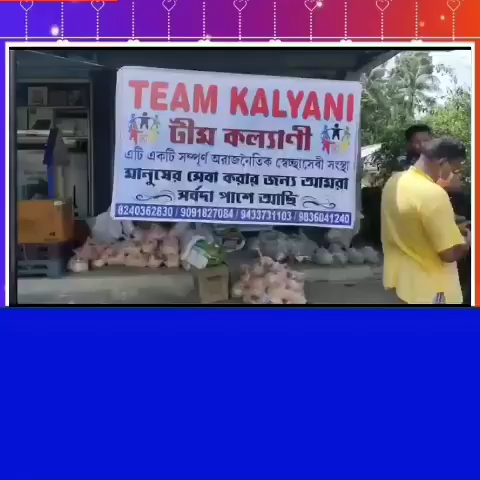 TEAM KALYANI
টীম কল্যাণী
এটি একটি সম্পূর্ণ অরাজনৈতিক স্বেচ্ছাসেবী সংস্থা
মানুষের সেবা করার জন্য আমরা
সর্বদা পাশে আছি
8240362830 / 9091827084 / 9433731103 / 9836041240